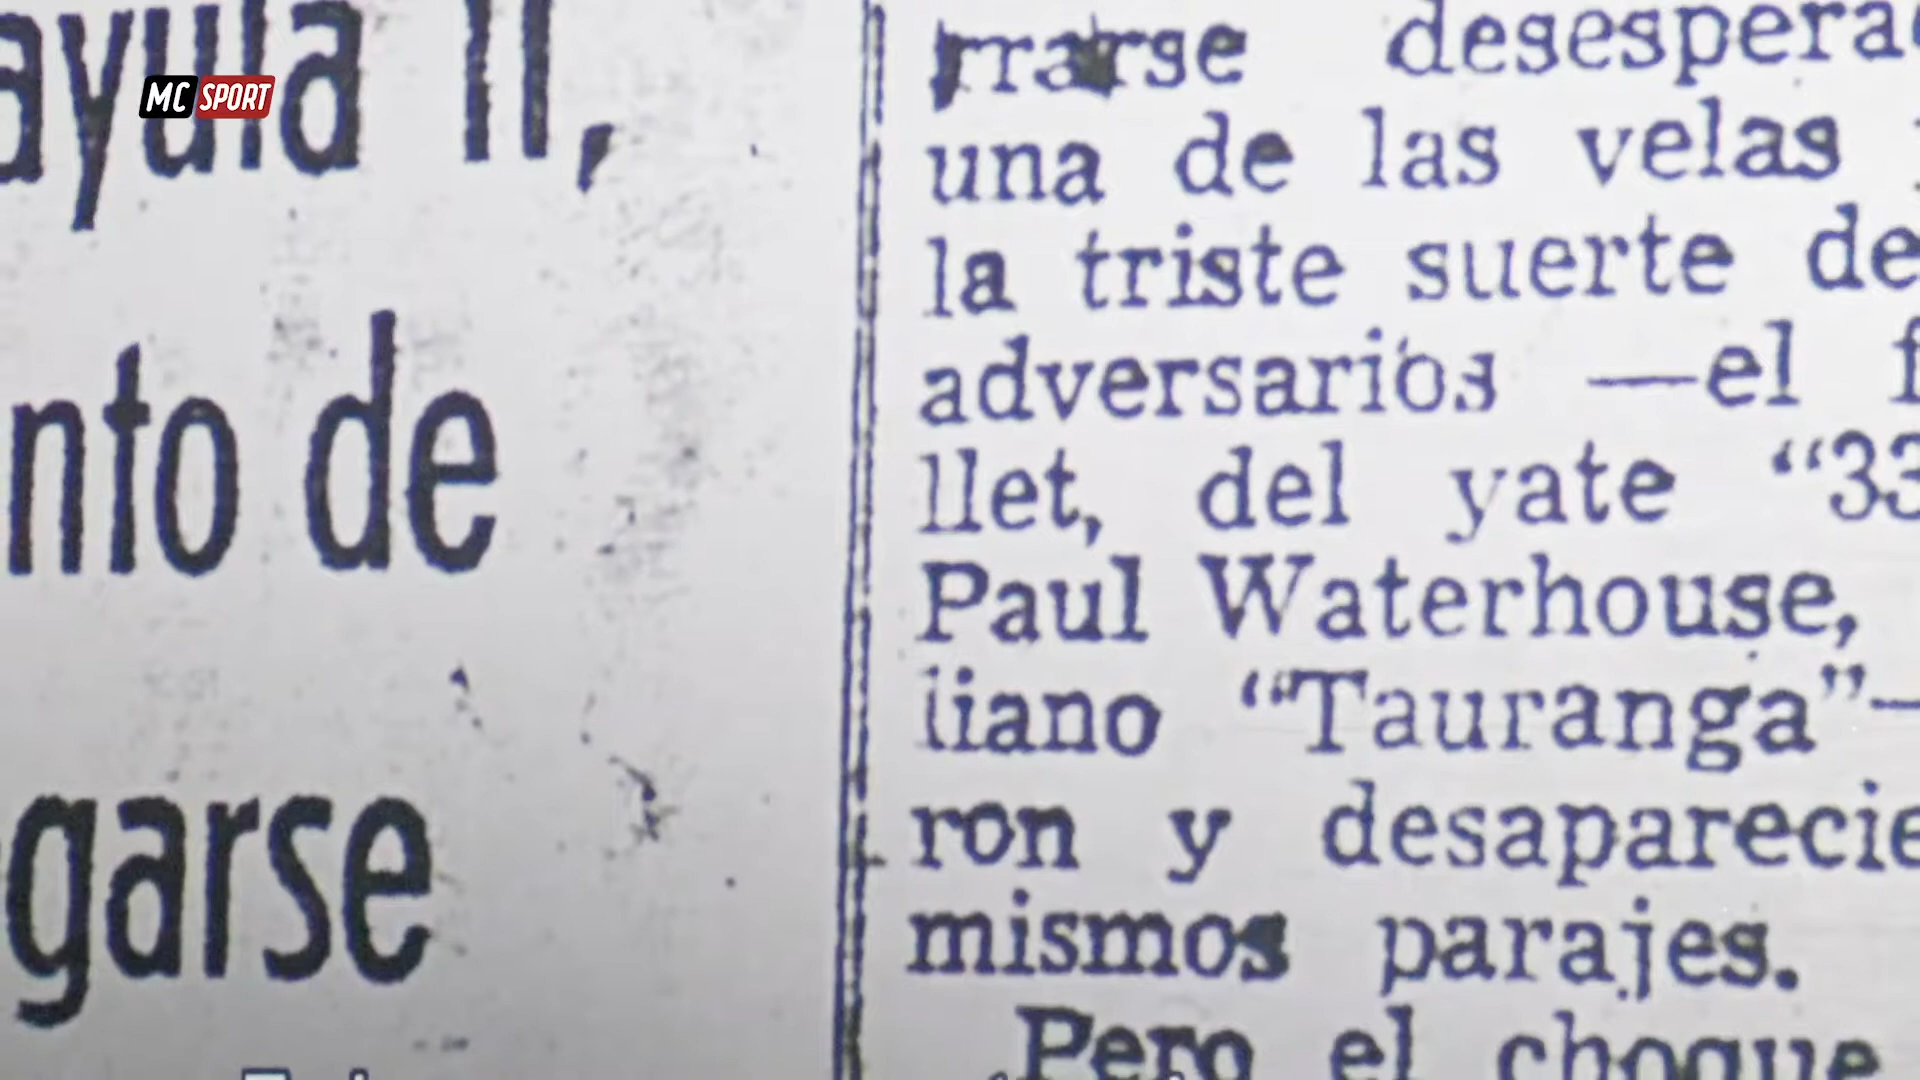 MC SPORT
ayula II,
nto de
garse
rrarse desespera
una de las velas
la triste suerte de
adversarios —el f
llet, del yate “33
Paul Waterhouse,
liano “Tauranga”—
ron y desaparecie
mismos parajes.
Pero el choque